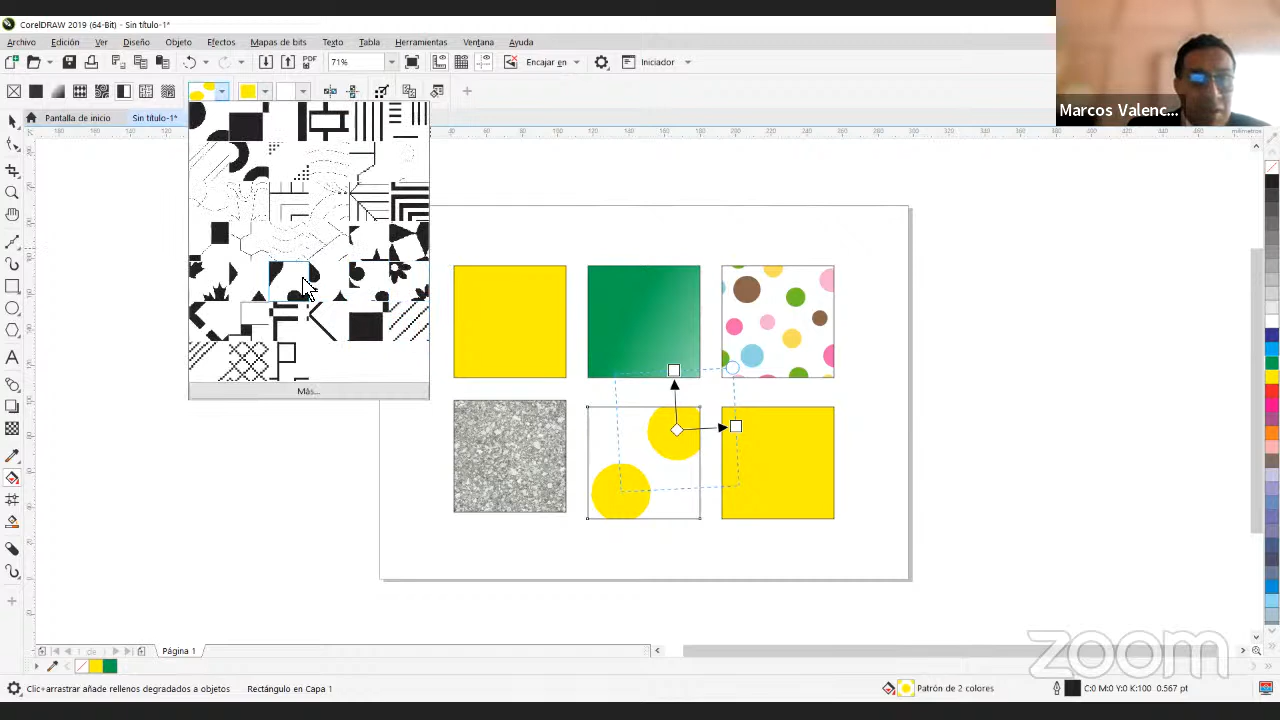 CorelDRAW 2019 (64-Bit) - Sin título-1*
Archivo Edición Ver Diseño Objeto Efectos Mapas de bits Texto Tabla Herramientas Ventana Ayuda
PDF 71% Encajar en Iniciador
Marcos Valenc...
Pantalla de inicio Sin título-1*
milímetros
Más...
1 de Página 1
zoom
Clic+arrastrar añade rellenos degradados a objetos Rectángulo en Capa 1 Patrón de 2 colores C:0 M:0 Y:0 K:100 0.567 pt